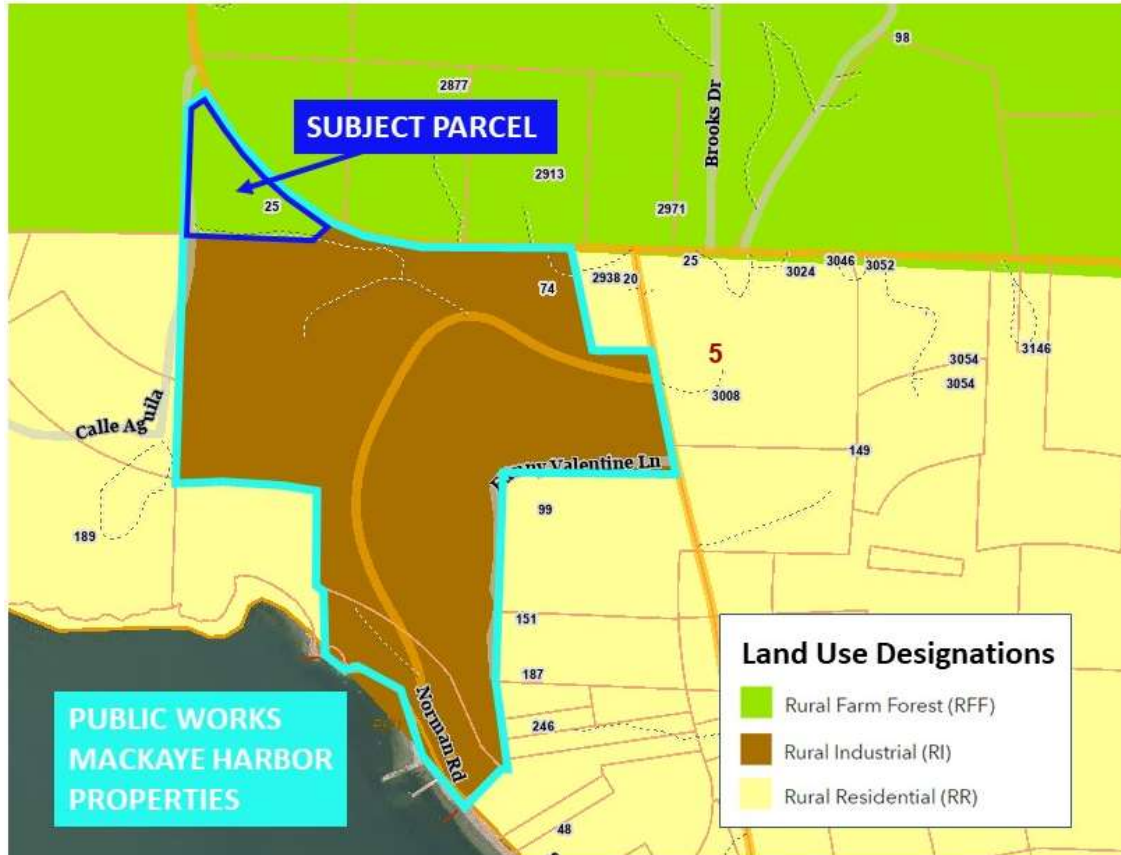 98
2877
SUBJECT PARCEL
Brooks Dr
2913
25
2971
25
3046
3052
3024
2938
20
74
5
3146
3054
3054
3008
Calle Aguila
149
Valentine Ln
99
189
151
187
246
Norman Rd
48
PUBLIC WORKS
MACKAYE HARBOR
PROPERTIES
Land Use Designations
Rural Farm Forest (RFF)
Rural Industrial (RI)
Rural Residential (RR)